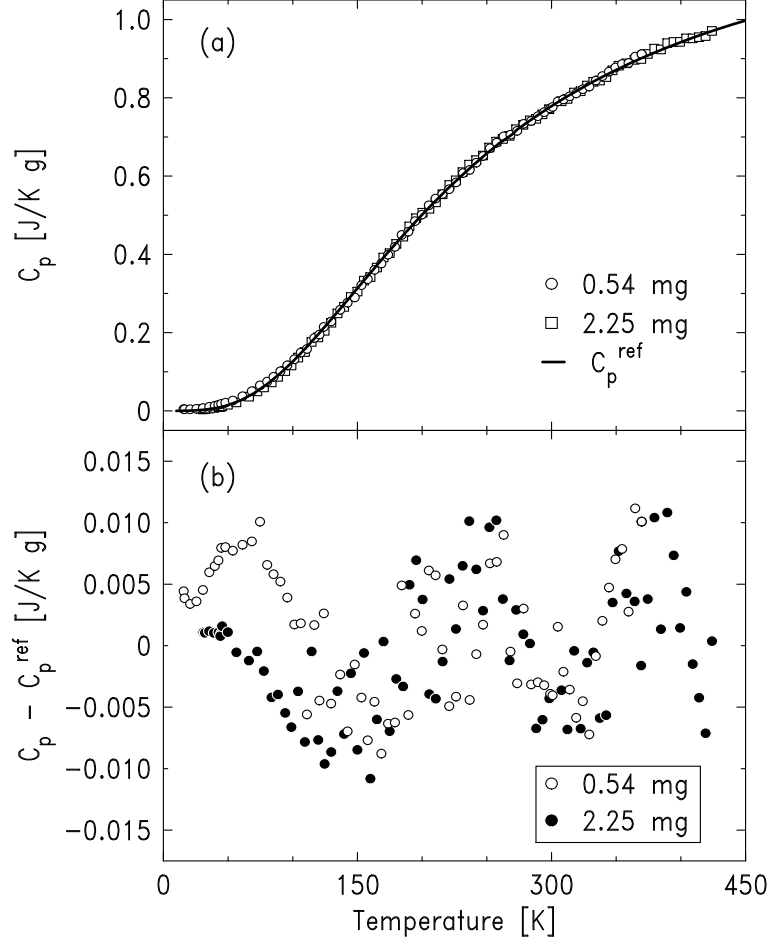 (a)
1.0
0.8
0.6
0.4
0.2
0
C_p [J/K g]
0.54 mg
2.25 mg
C_p^ref
(b)
0.015
0.010
0.005
0
−0.005
−0.010
−0.015
C_p − C_p^ref [J/K g]
0.54 mg
2.25 mg
0 150 300 450
Temperature [K]